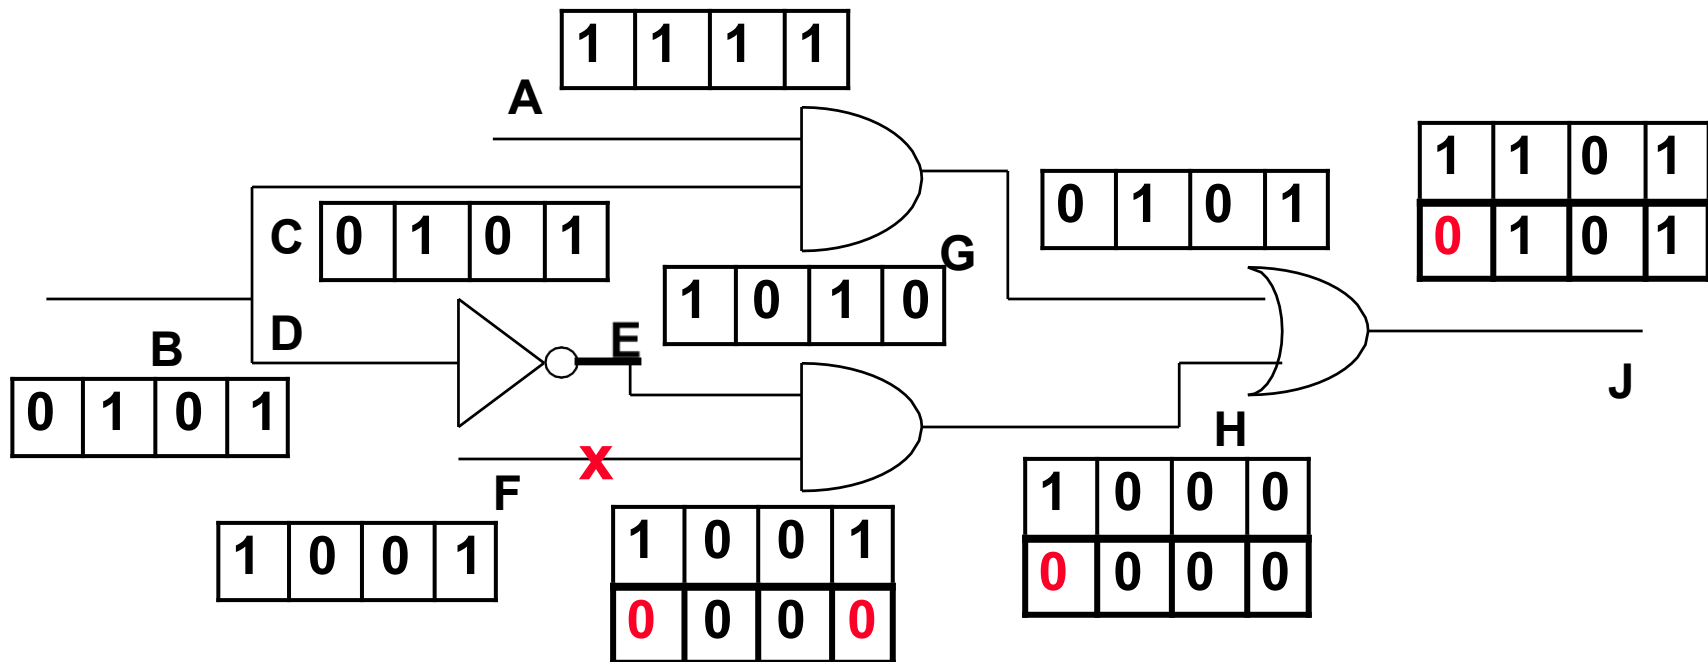 1 1 1 1
A
1 1 0 1
0 1 0 1
0 1 0 1
C 0 1 0 1
G
1 0 1 0
D
E
B
0 1 0 1
J
H
X
F
1 0 0 0
0 0 0 0
1 0 0 1
1 0 0 1
0 0 0 0